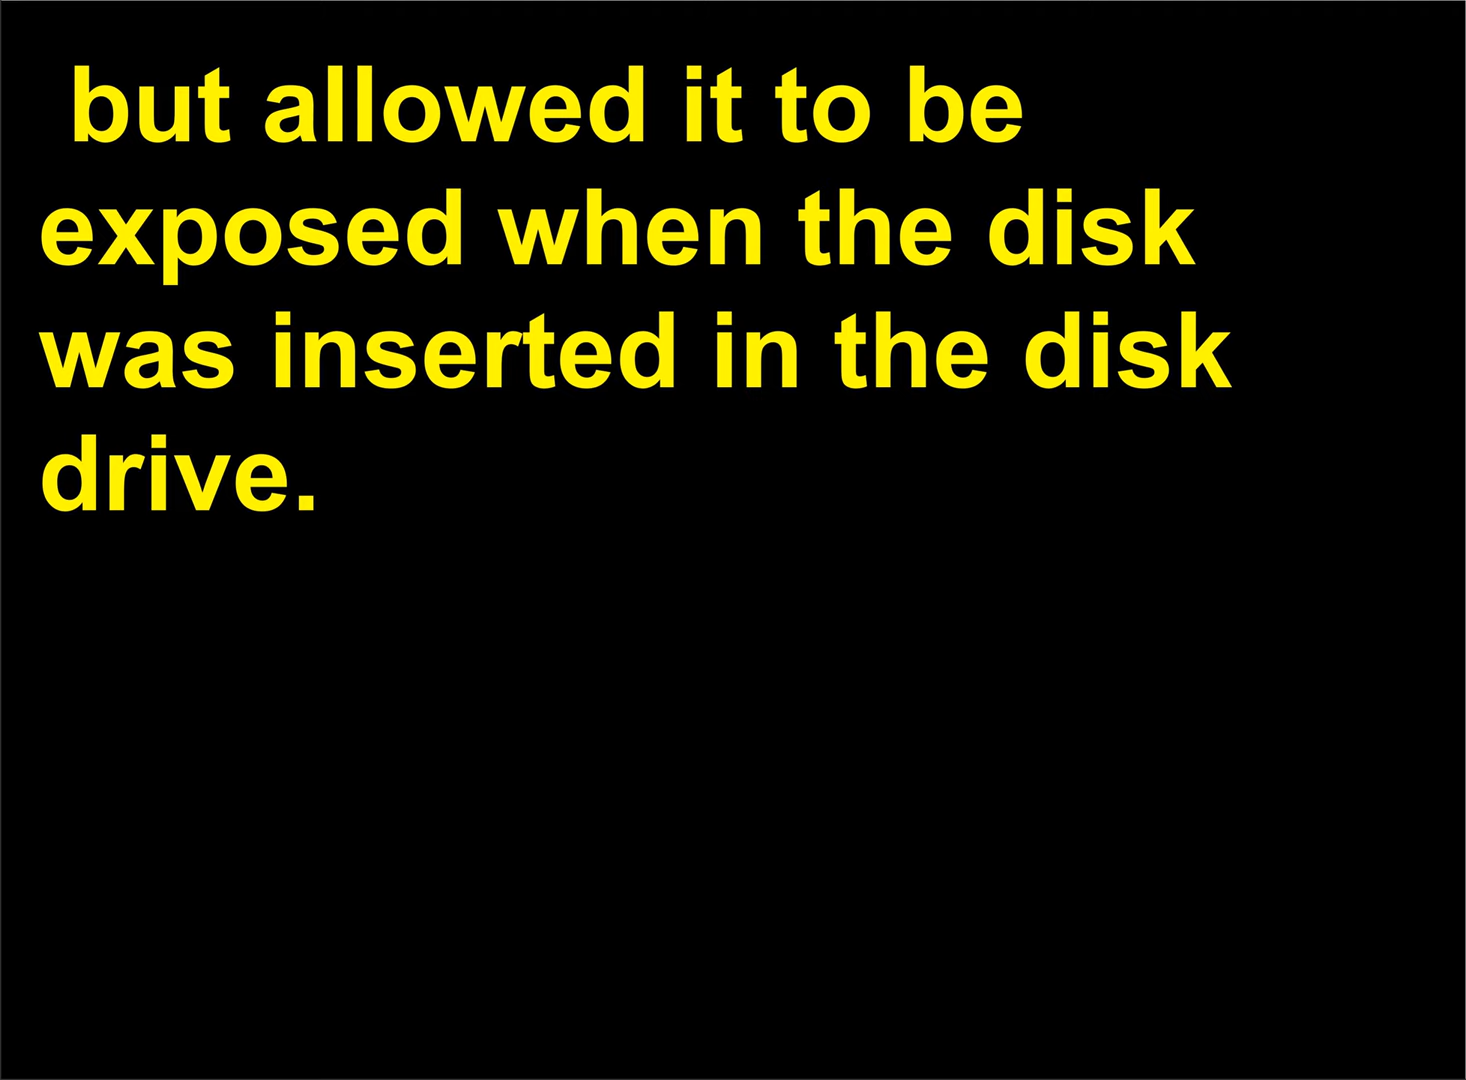 but allowed it to be
exposed when the disk
was inserted in the disk
drive.